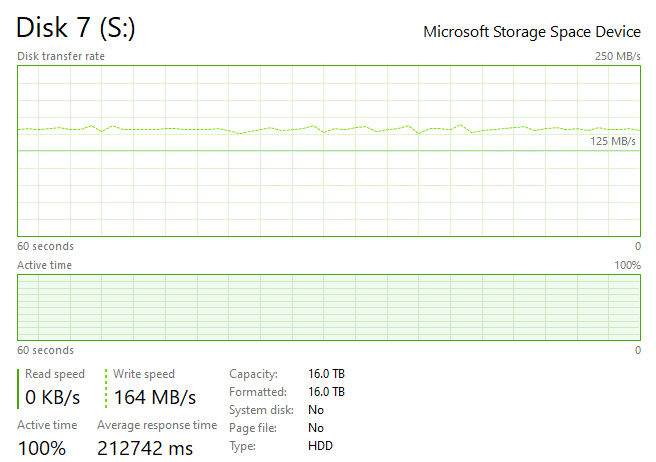 Disk 7 (S:) Microsoft Storage Space Device
Disk transfer rate 250 MB/s
125 MB/s
60 seconds 0
Active time 100%
60 seconds 0
Read speed Write speed
0 KB/s 164 MB/s
Active time Average response time
100% 212742 ms
Capacity: 16.0 TB
Formatted: 16.0 TB
System disk: No
Page file: No
Type: HDD